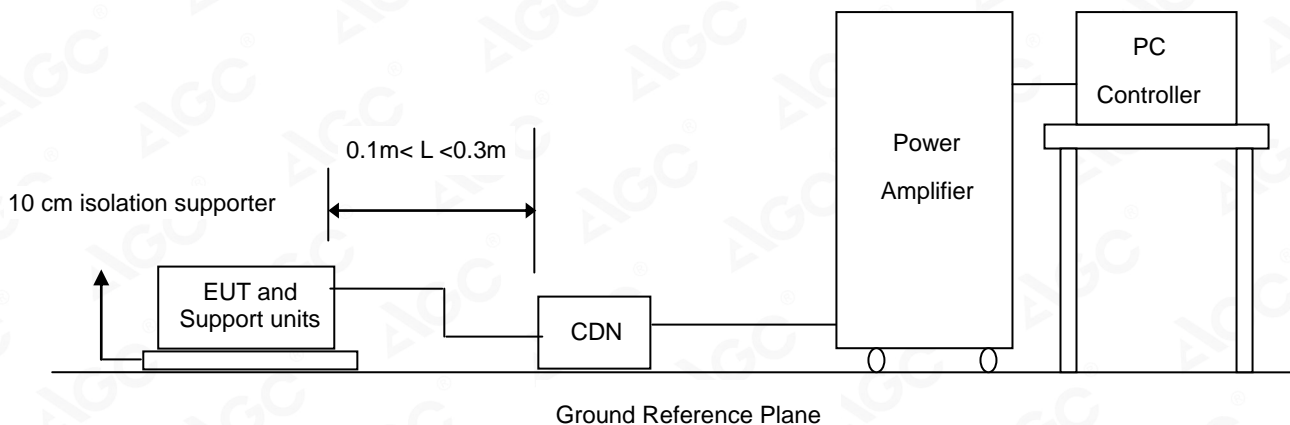 PC
Controller
0.1m< L <0.3m
Power
Amplifier
10 cm isolation supporter
EUT and
Support units
CDN
Ground Reference Plane
AGC
®